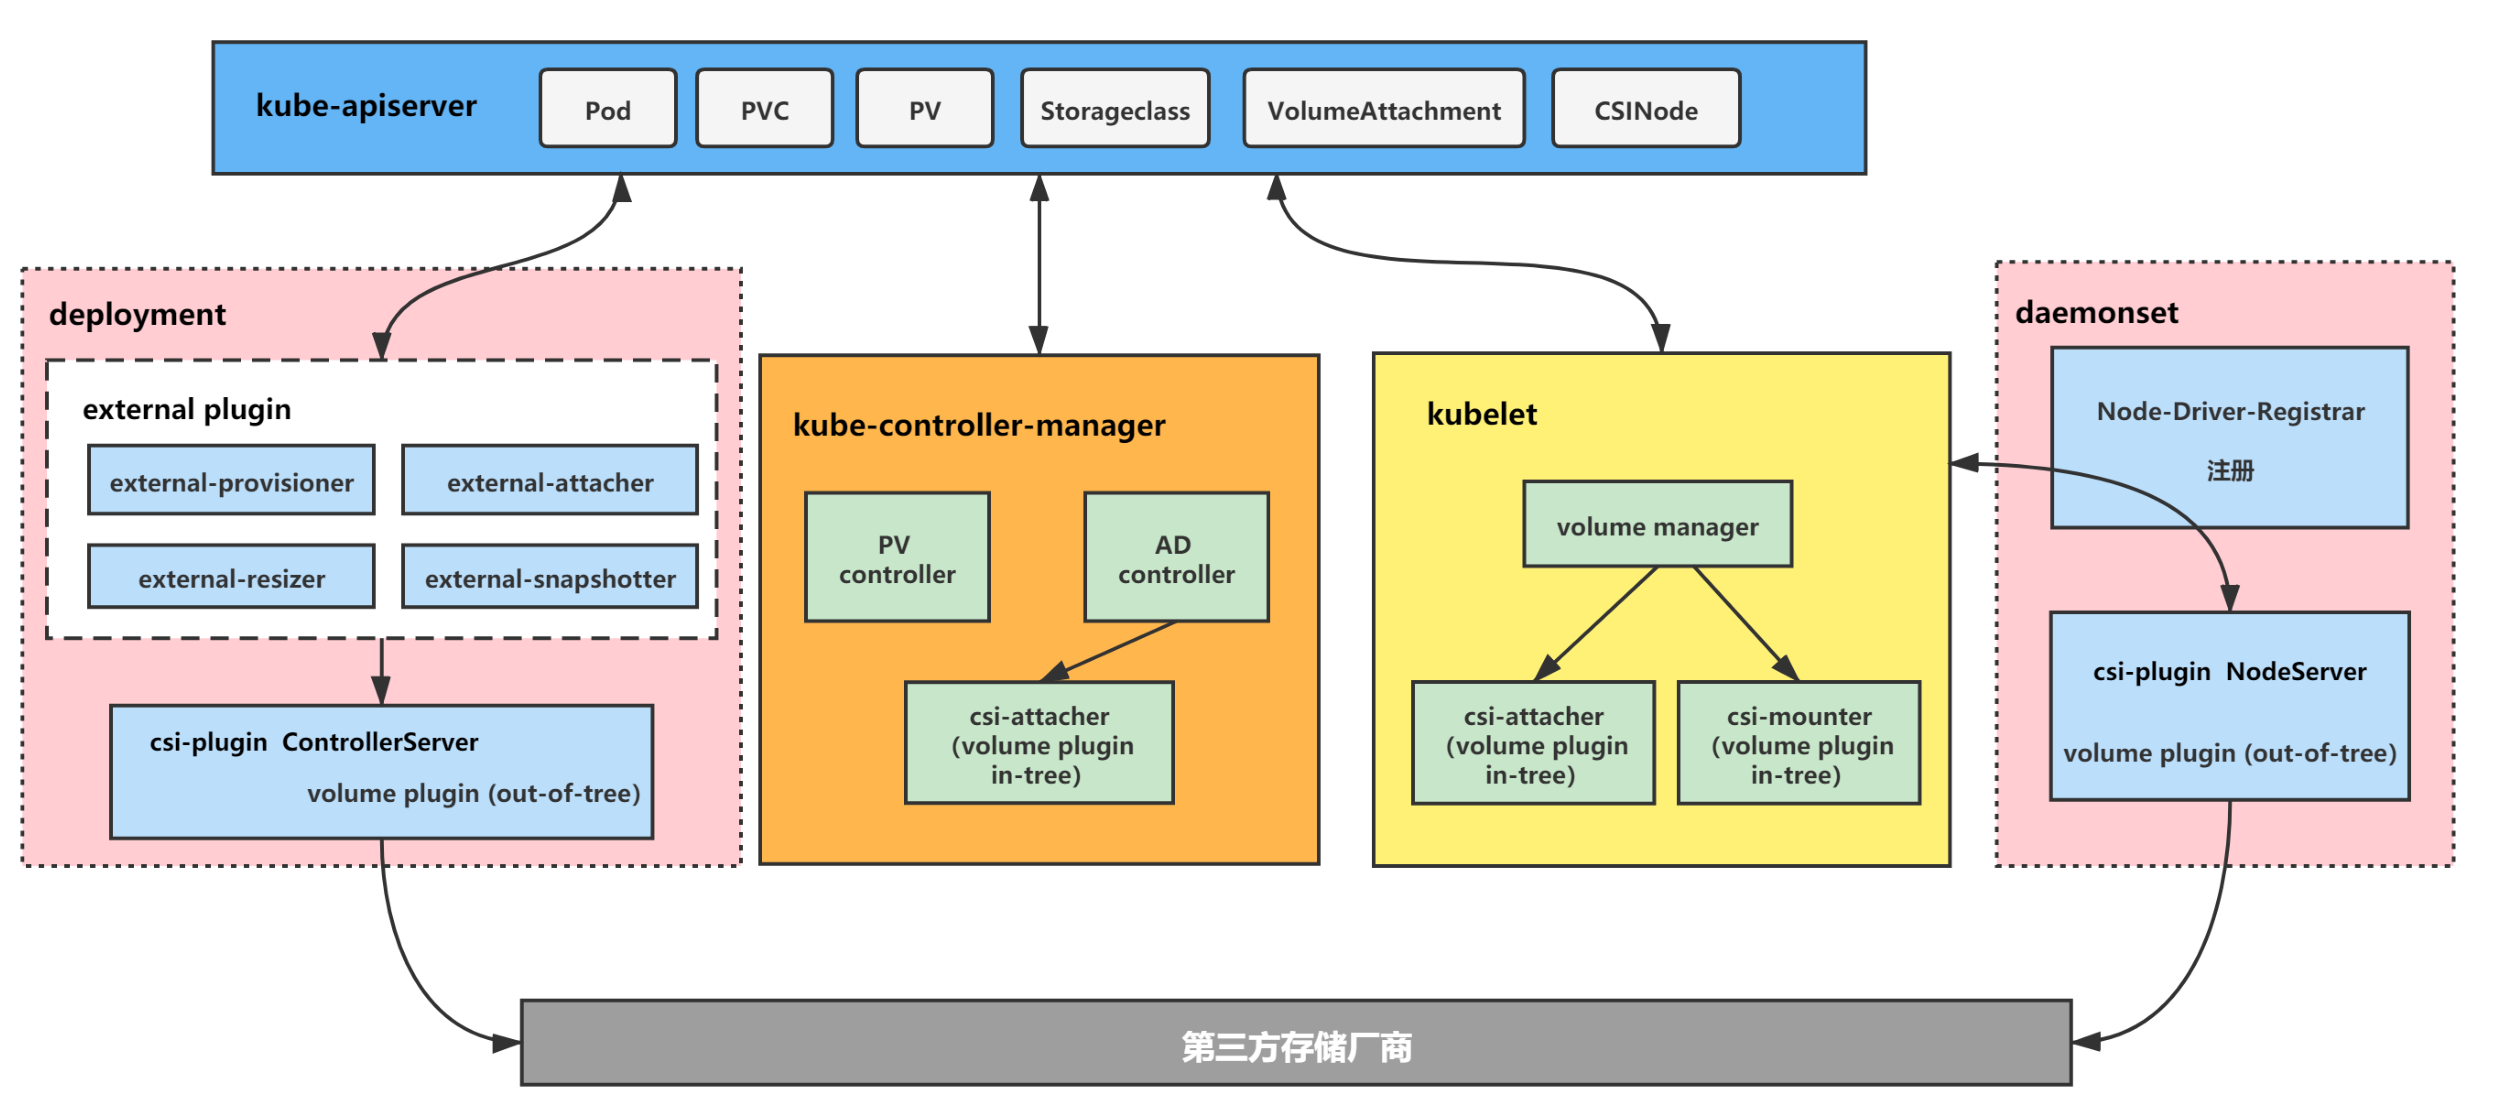 kube-apiserver
Pod
PVC
PV
Storageclass
VolumeAttachment
CSINode
deployment
external plugin
external-provisioner
external-attacher
external-resizer
external-snapshotter
csi-plugin  ControllerServer
volume plugin (out-of-tree)
kube-controller-manager
PV
controller
AD
controller
csi-attacher
(volume plugin
in-tree)
kubelet
volume manager
csi-attacher
(volume plugin
in-tree)
csi-mounter
(volume plugin
in-tree)
daemonset
Node-Driver-Registrar
注册
csi-plugin  NodeServer
volume plugin (out-of-tree)
第三方存储厂商